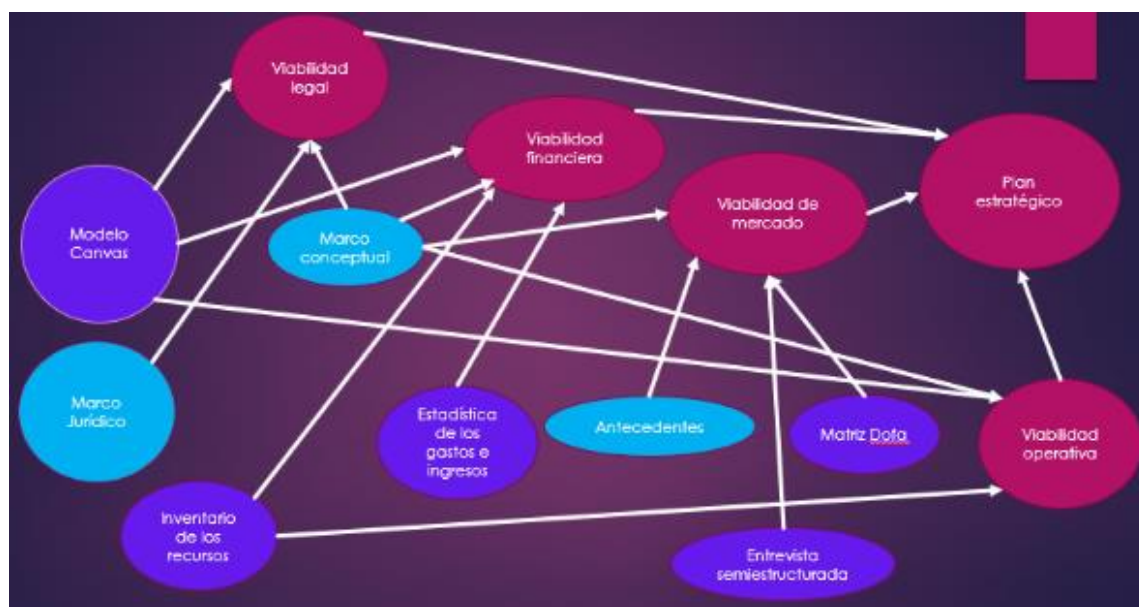 Viabilidad
legal
Viabilidad
financiera
Viabilidad de
mercado
Plan
estratégico
Modelo
Canvas
Marco
conceptual
Marco
Jurídico
Estadística
de los
gastos e
ingresos
Antecedentes
Matriz Dofa
Viabilidad
operativa
Inventario
de los
recursos
Entrevista
semiestructurada